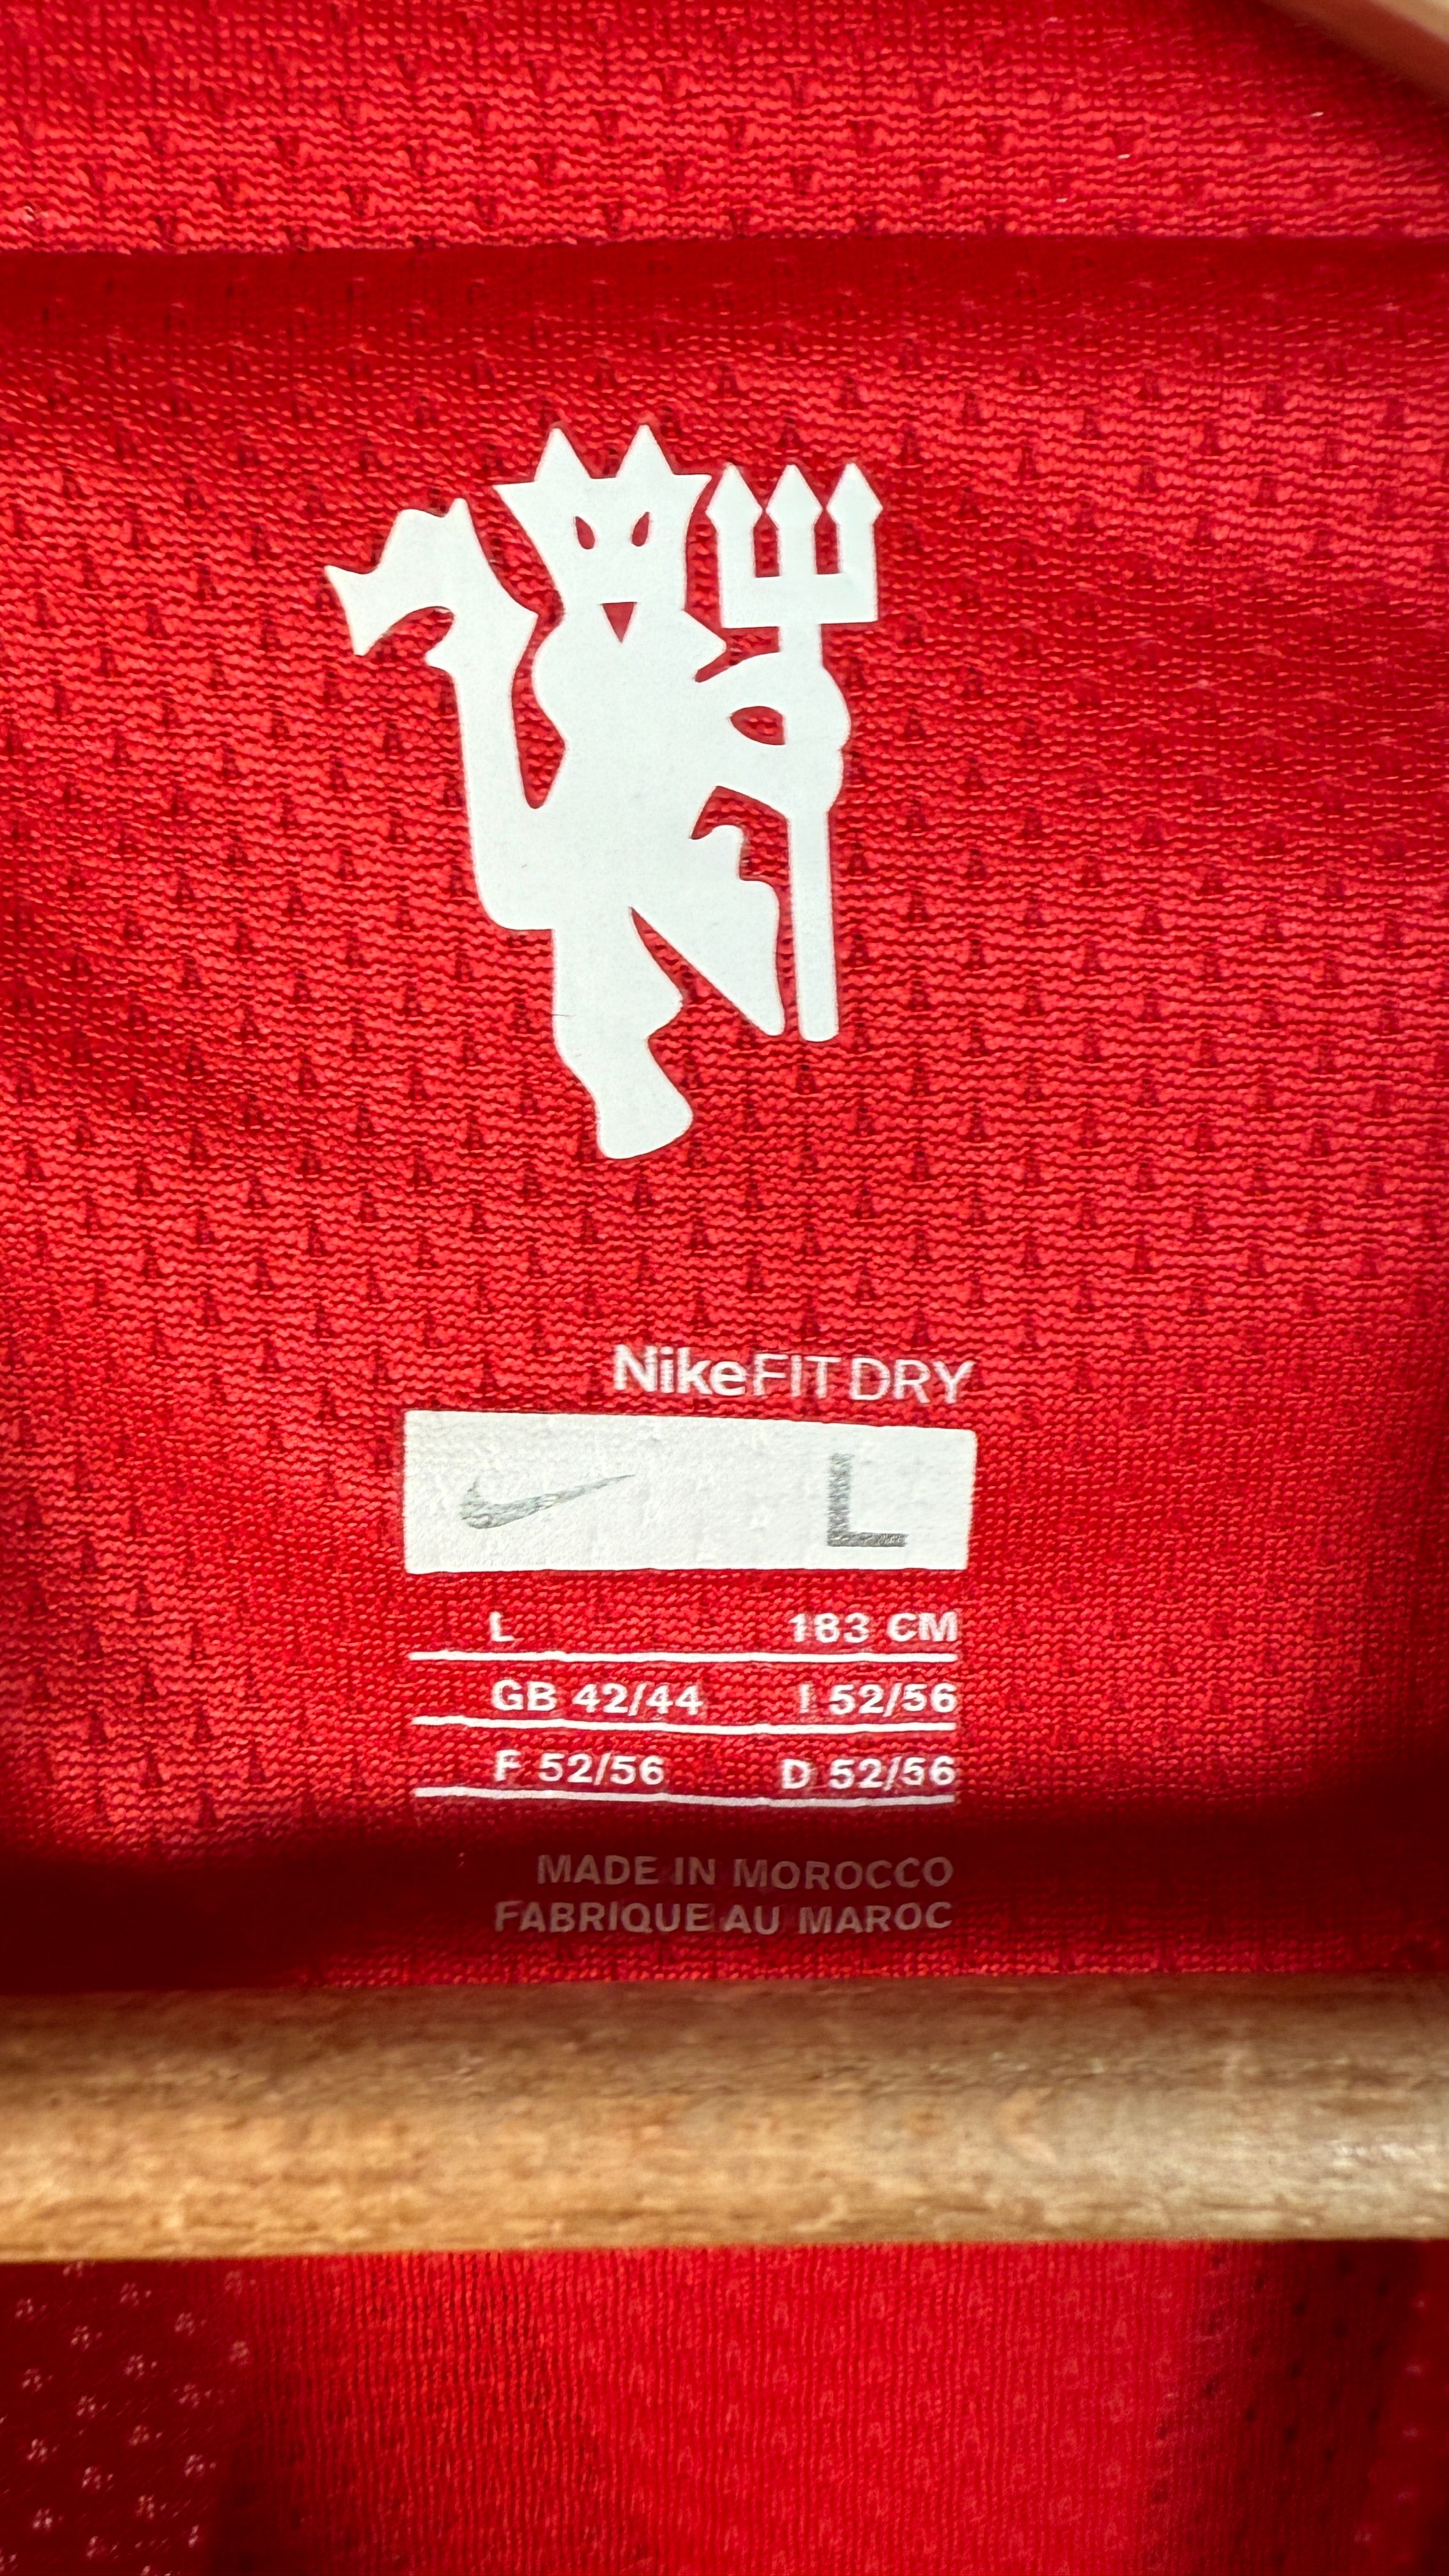 NikeFIT DRY
L
L 183 CM
GB 42/44 I 52/56
F 52/56 D 52/56
MADE IN MOROCCO
FABRIQUE AU MAROC